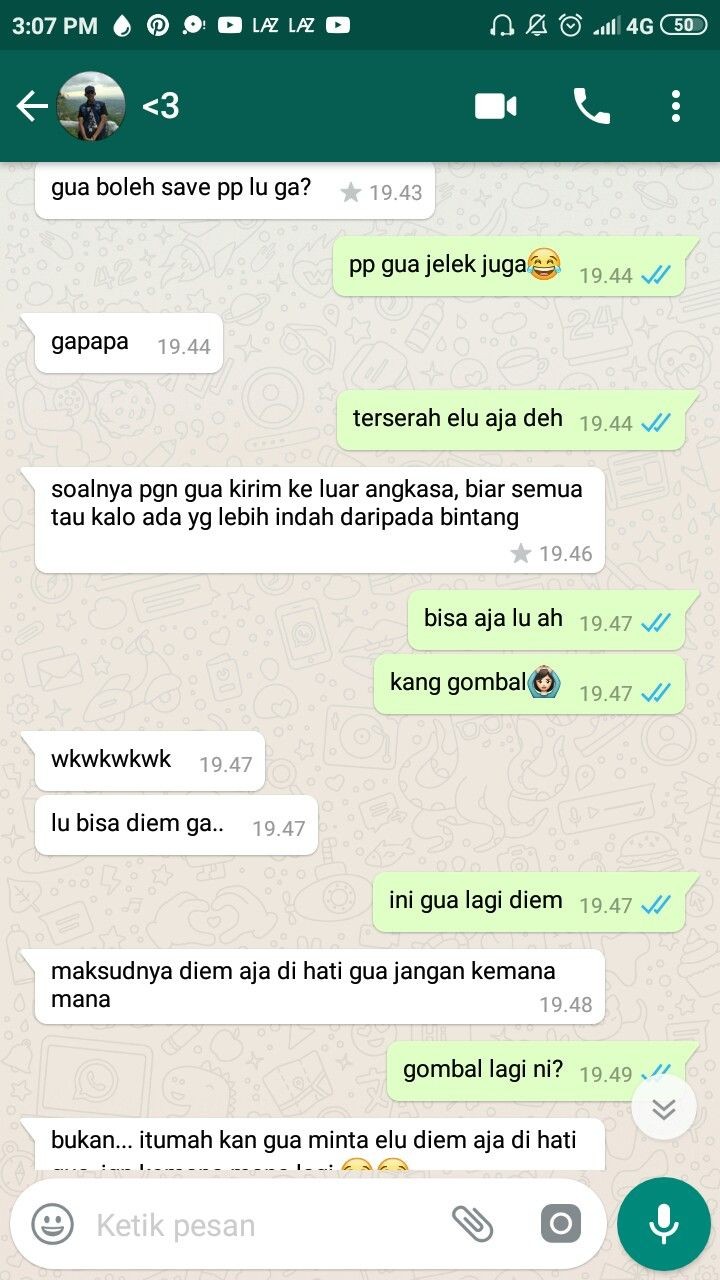 3:07 PM LAZ LAZ 4G 50
<3
gua boleh save pp lu ga? 19.43
pp gua jelek juga😂 19.44
gapapa 19.44
terserah elu aja deh 19.44
soalnya pgn gua kirim ke luar angkasa, biar semua
tau kalo ada yg lebih indah daripada bintang
19.46
bisa aja lu ah 19.47
kang gombal🙆🏻‍♀️ 19.47
wkwkwkwk 19.47
lu bisa diem ga.. 19.47
ini gua lagi diem 19.47
maksudnya diem aja di hati gua jangan kemana
mana 19.48
gombal lagi ni? 19.49
bukan... itumah kan gua minta elu diem aja di hati
Ketik pesan